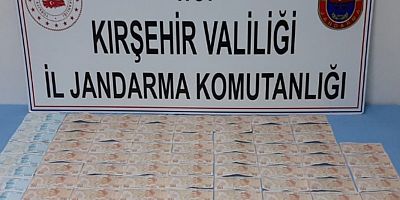 KIRŞEHİR VALİLİĞİ
İL JANDARMA KOMUTANLIĞI